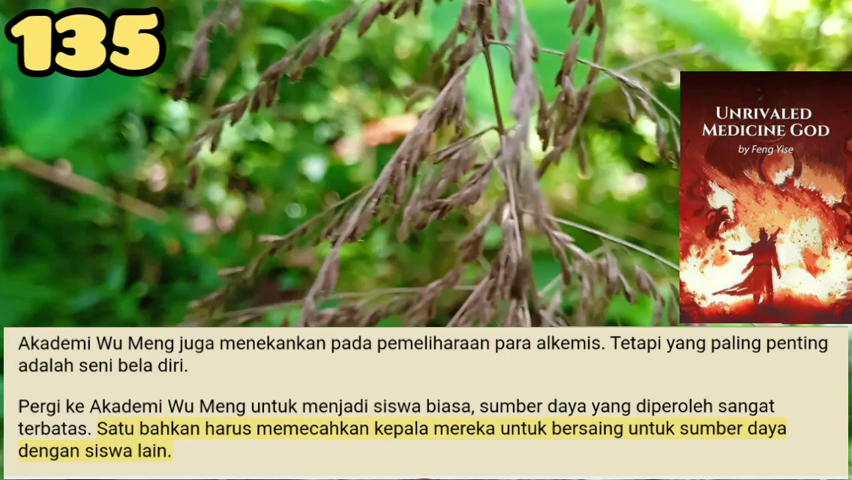 135
UNRIVALED
MEDICINE GOD
by Feng Yise
Akademi Wu Meng juga menekankan pada pemeliharaan para alkemis. Tetapi yang paling penting
adalah seni bela diri.
Pergi ke Akademi Wu Meng untuk menjadi siswa biasa, sumber daya yang diperoleh sangat
terbatas. Satu bahkan harus memecahkan kepala mereka untuk bersaing untuk sumber daya
dengan siswa lain.